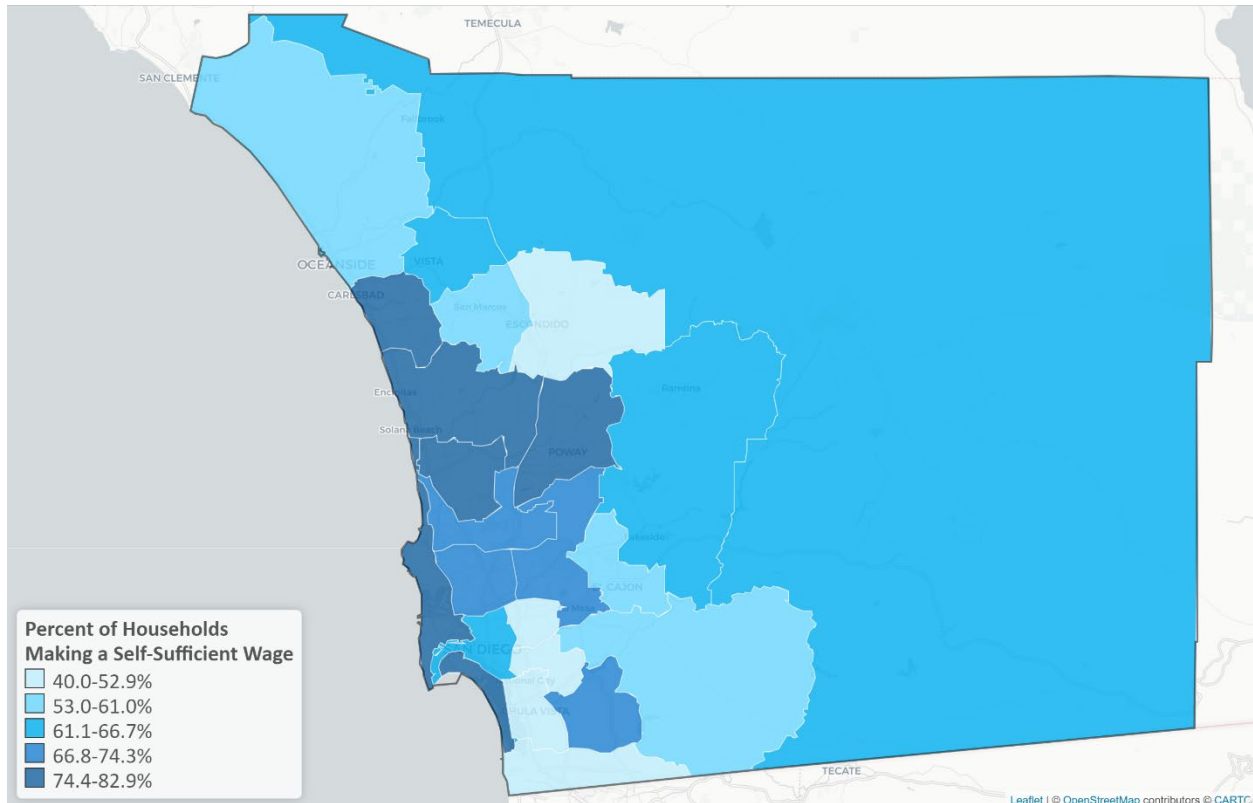 TEMECULA
SAN CLEMENTE
Fallbrook
OCEANSIDE
VISTA
CARLSBAD
San Marcos
ESCONDIDO
Encinitas
Ramona
Solana Beach
POWAY
Lakeside
EL CAJON
Mesa
SAN DIEGO
City
CHULA VISTA
TECATE
Percent of Households
Making a Self-Sufficient Wage
40.0-52.9%
53.0-61.0%
61.1-66.7%
66.8-74.3%
74.4-82.9%
Leaflet | © OpenStreetMap contributors © CARTC